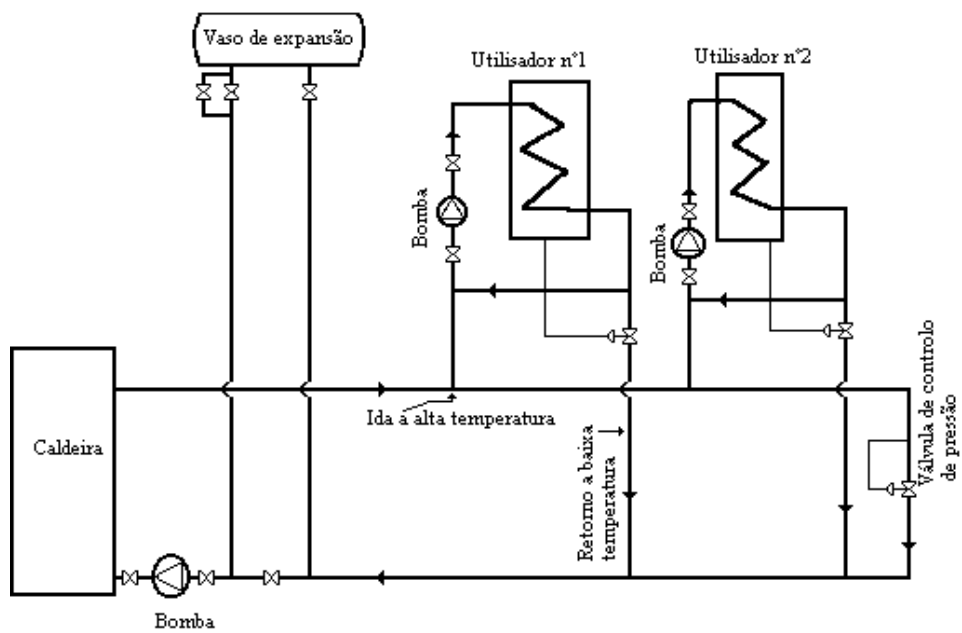 Vaso de expansão
Utilisador nº1
Utilisador nº2
Bomba
Bomba
Ida á alta temperatura
Caldeira
Retorno a baixa
temperatura
Válvula de controlo
de pressão
Bomba